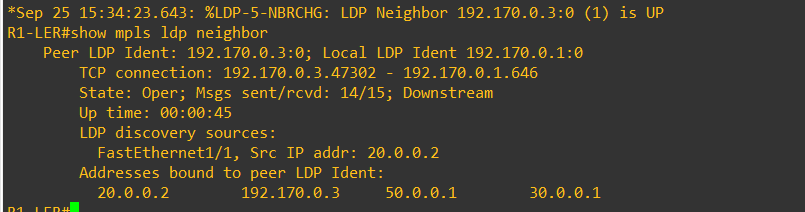 *Sep 25 15:34:23.643: %LDP-5-NBRCHG: LDP Neighbor 192.170.0.3:0 (1) is UP
R1-LER#show mpls ldp neighbor
    Peer LDP Ident: 192.170.0.3:0; Local LDP Ident 192.170.0.1:0
        TCP connection: 192.170.0.3.47302 - 192.170.0.1.646
        State: Oper; Msgs sent/rcvd: 14/15; Downstream
        Up time: 00:00:45
        LDP discovery sources:
          FastEthernet1/1, Src IP addr: 20.0.0.2
        Addresses bound to peer LDP Ident:
          20.0.0.2        192.170.0.3     50.0.0.1        30.0.0.1
R1-LER#